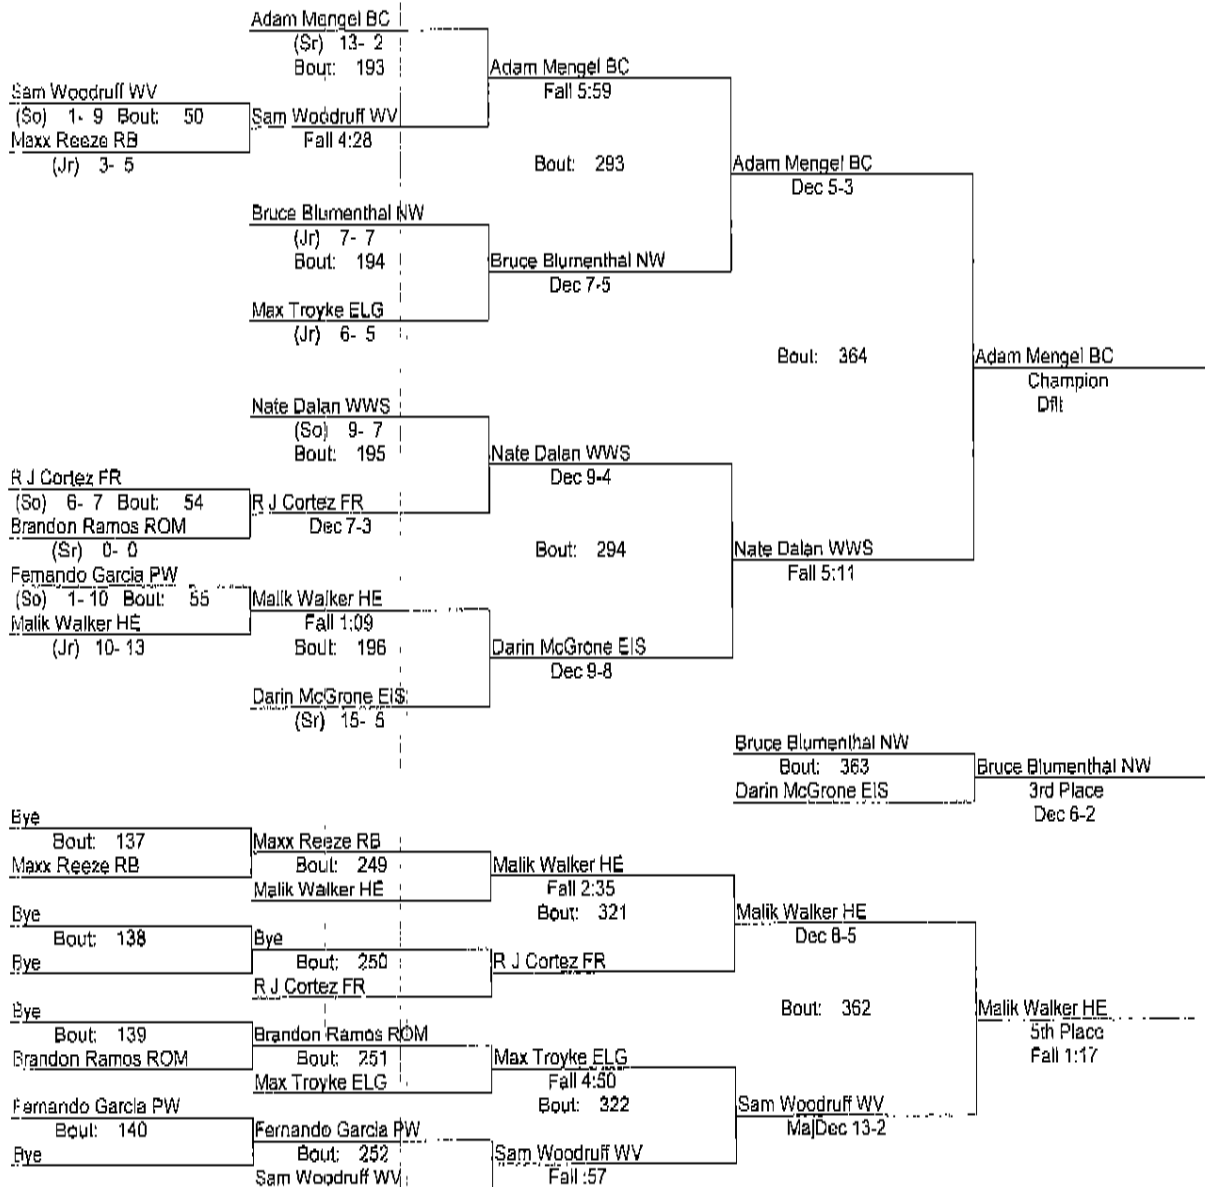 Adam Mengel BC
(Sr) 13- 2
Bout: 193
Adam Mengel BC
Fall 5:59
Sam Woodruff WV
(So) 1- 9 Bout: 50
Maxx Reeze RB
(Jr) 3- 5
Sam Woodruff WV
Fall 4:28
Bout: 293
Adam Mengel BC
Dec 5-3
Bruce Blumenthal NW
(Jr) 7- 7
Bout: 194
Bruce Blumenthal NW
Dec 7-5
Max Troyke ELG
(Jr) 6- 5
Bout: 364
Adam Mengel BC
Champion
Dflt
Nate Dalan WWS
(So) 9- 7
Bout: 195
Nate Dalan WWS
Dec 9-4
R J Cortez FR
(So) 6- 7 Bout: 54
Brandon Ramos ROM
(Sr) 0- 0
R J Cortez FR
Dec 7-3
Bout: 294
Nate Dalan WWS
Fall 5:11
Fernando Garcia PW
(So) 1- 10 Bout: 55
Malik Walker HE
(Jr) 10- 13
Malik Walker HE
Fall 1:09
Bout: 196
Darin McGrone EIS
Dec 9-8
Darin McGrone EIS
(Sr) 15- 5
Bruce Blumenthal NW
Bout: 363
Darin McGrone EIS
Bruce Blumenthal NW
3rd Place
Dec 6-2
Bye
Bout: 137
Maxx Reeze RB
Maxx Reeze RB
Bout: 249
Malik Walker HE
Malik Walker HE
Fall 2:35
Bout: 321
Malik Walker HE
Dec 8-5
Bye
Bout: 138
Bye
Bye
Bout: 250
R J Cortez FR
R J Cortez FR
Bout: 362
Malik Walker HE
5th Place
Fall 1:17
Bye
Bout: 139
Brandon Ramos ROM
Brandon Ramos ROM
Bout: 251
Max Troyke ELG
Max Troyke ELG
Fall 4:50
Bout: 322
Sam Woodruff WV
MajDec 13-2
Fernando Garcia PW
Bout: 140
Bye
Fernando Garcia PW
Bout: 252
Sam Woodruff WV
Sam Woodruff WV
Fall :57